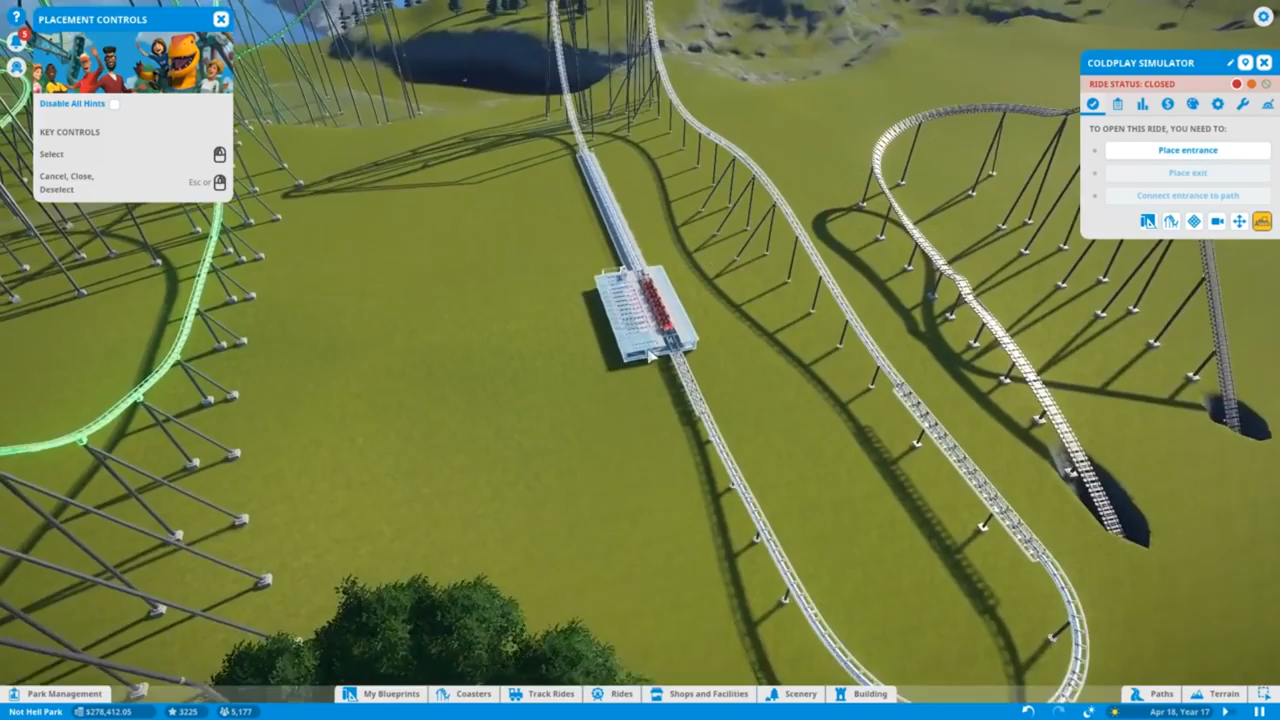 PLACEMENT CONTROLS
5
Disable All Hints
KEY CONTROLS
Select
Cancel, Close,
Deselect
Esc or
COLDPLAY SIMULATOR
RIDE STATUS: CLOSED
TO OPEN THIS RIDE, YOU NEED TO:
Place entrance
Place exit
Connect entrance to path
Park Management
My Blueprints
Coasters
Track Rides
Rides
Shops and Facilities
Scenery
Building
Paths
Terrain
Not Hell Park
$278,412.05
3225
5,177
Apr 18, Year 17